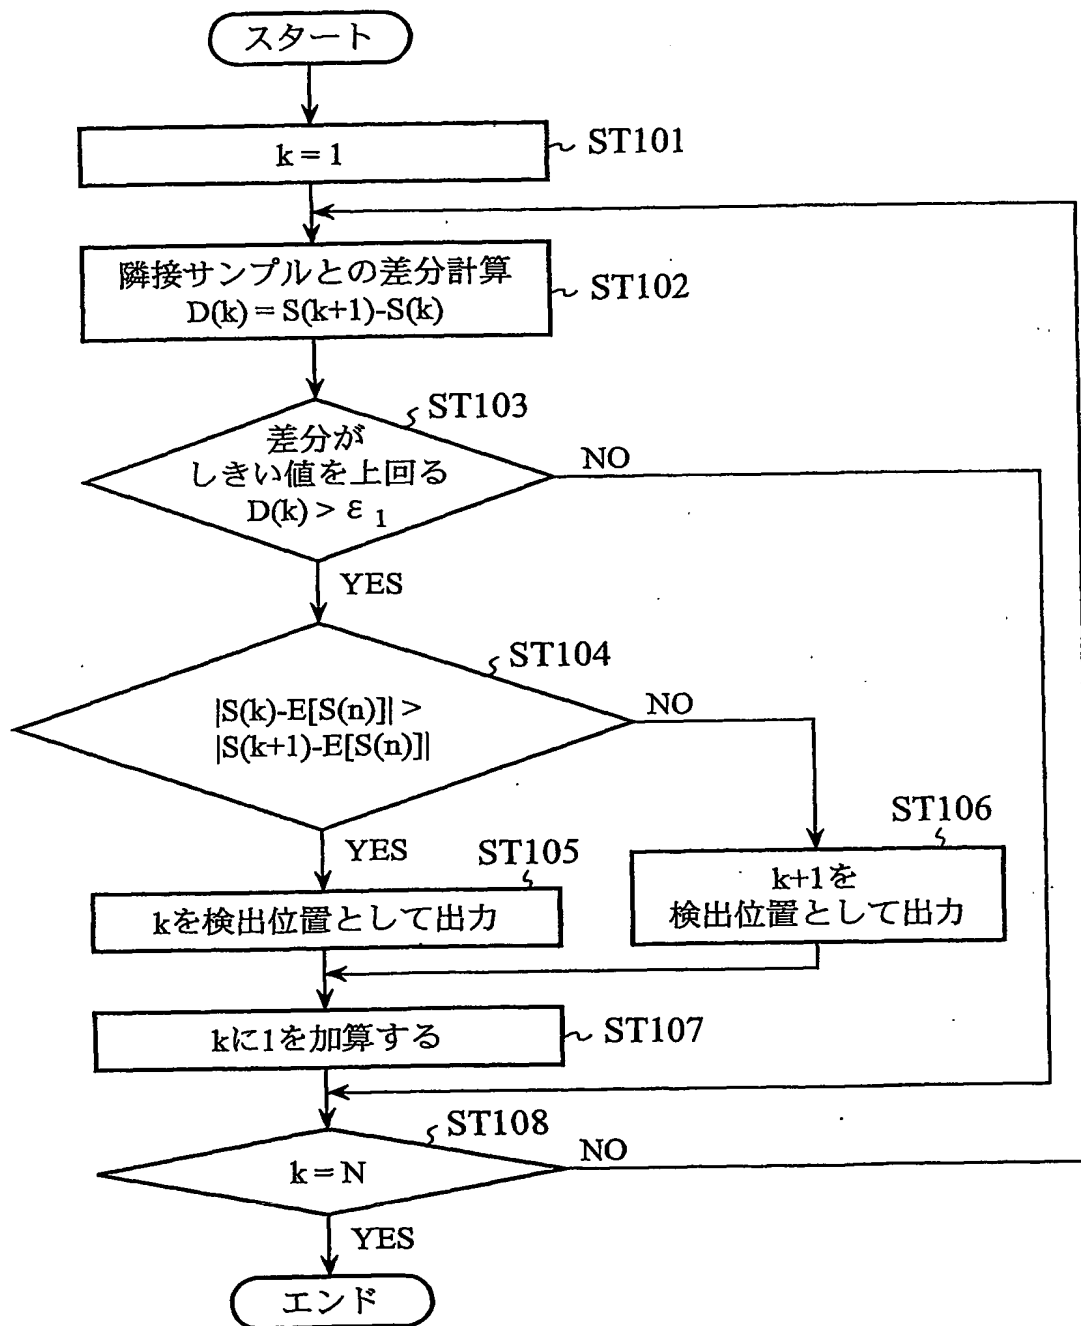 スタート
k = 1
ST101
隣接サンプルとの差分計算
D(k) = S(k+1)-S(k)
ST102
ST103
差分が
しきい値を上回る
D(k) > ε 1
NO
YES
ST104
|S(k)-E[S(n)]| >
|S(k+1)-E[S(n)]|
NO
YES
ST105
kを検出位置として出力
ST106
k+1を
検出位置として出力
kに1を加算する
ST107
ST108
k = N
NO
YES
エンド